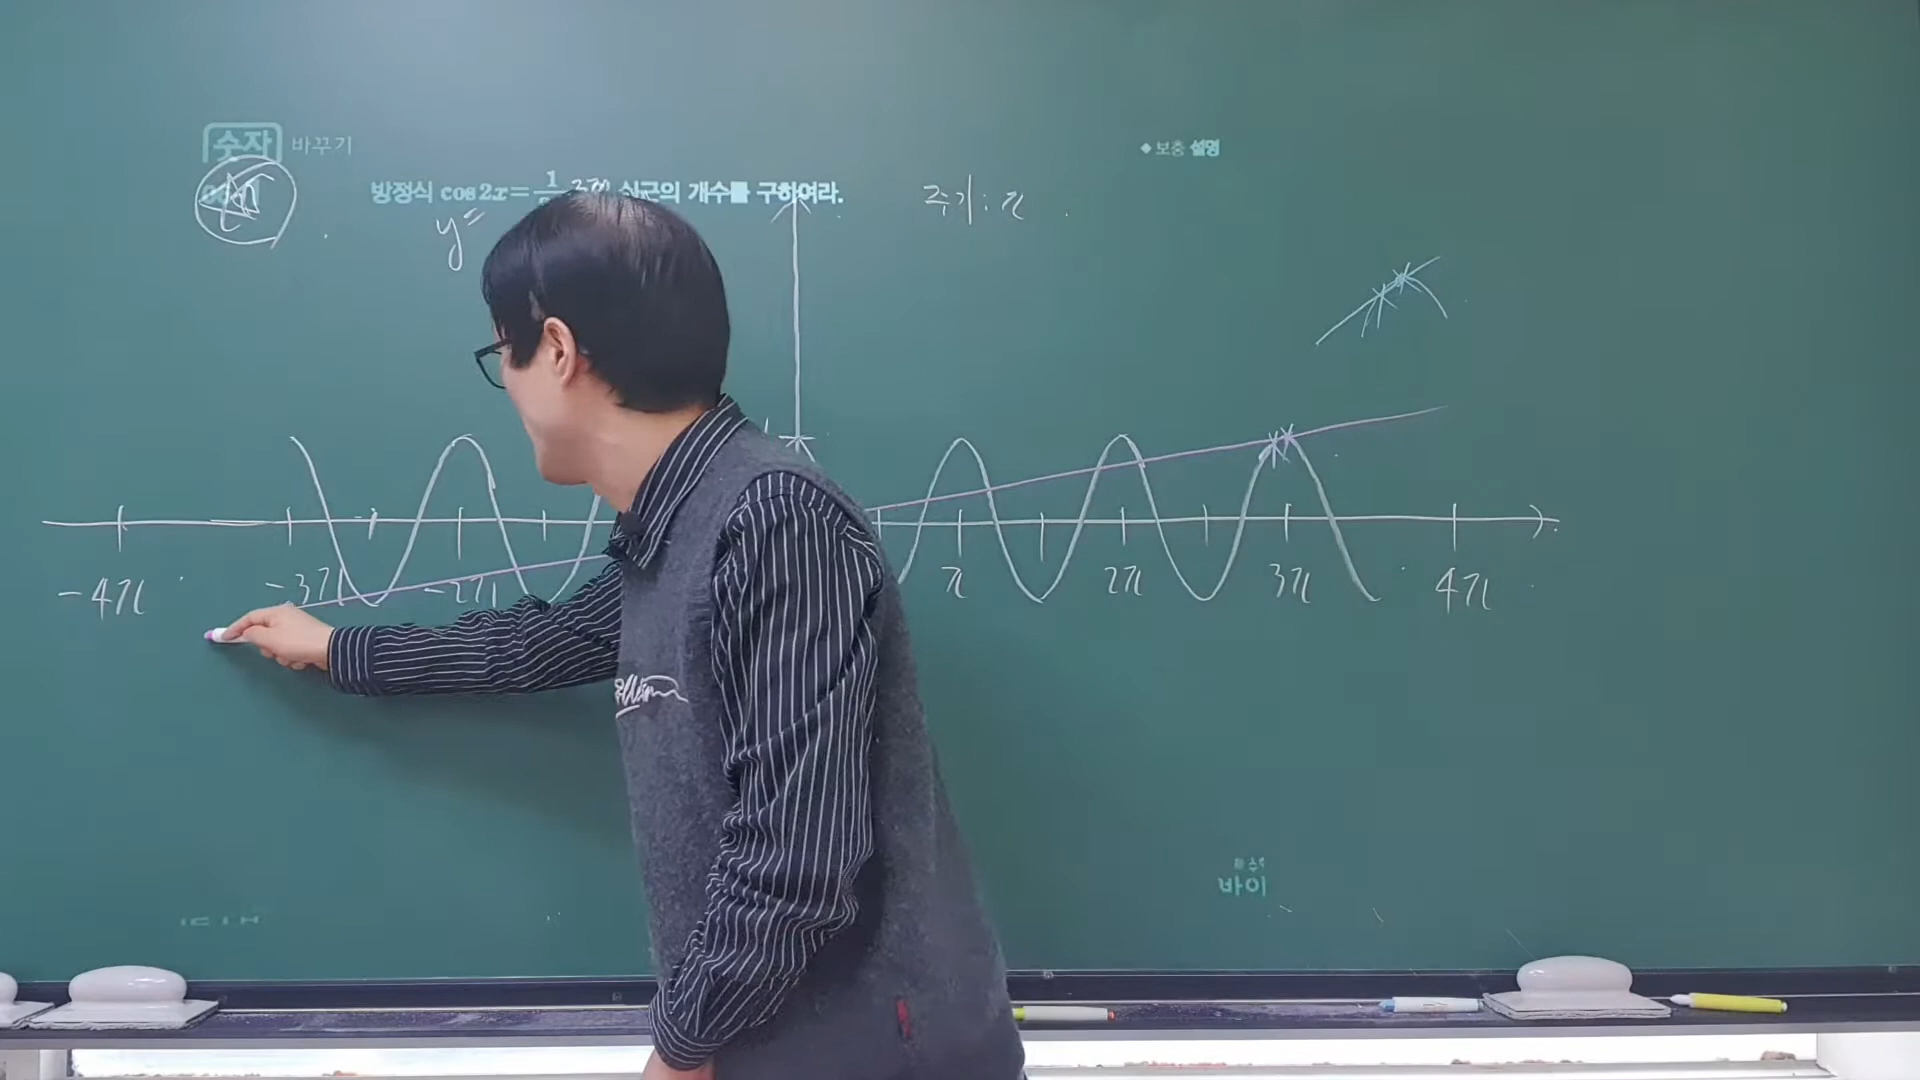 숫자 바꾸기
◆ 보충 설명
방정식 cos 2x = 1 실근의 개수를 구하여라.
주기 : π
y =
-4π -3π -2π π 2π 3π 4π
바이